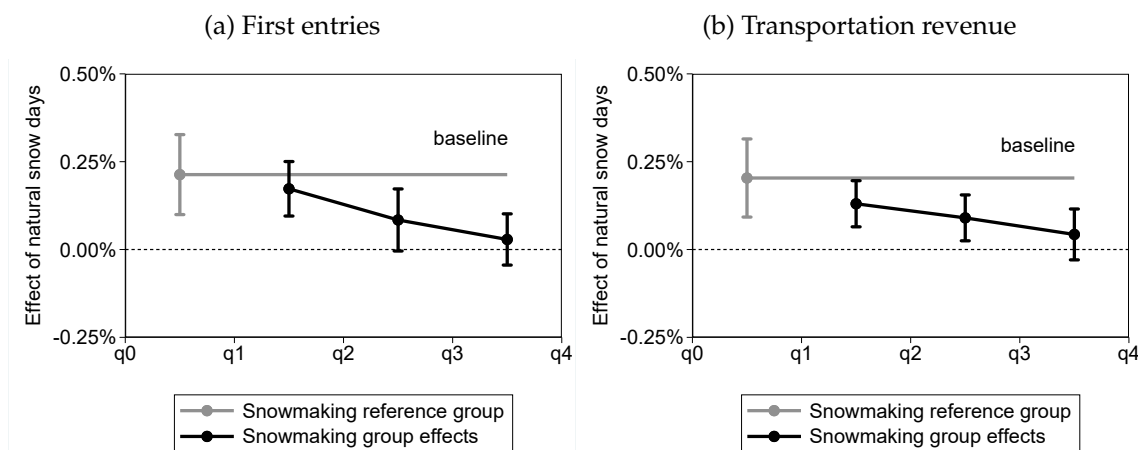 (a) First entries
0.50%
0.25%
0.00%
-0.25%
Effect of natural snow days
baseline
q0 q1 q2 q3 q4
Snowmaking reference group
Snowmaking group effects
(b) Transportation revenue
0.50%
0.25%
0.00%
-0.25%
Effect of natural snow days
baseline
q0 q1 q2 q3 q4
Snowmaking reference group
Snowmaking group effects